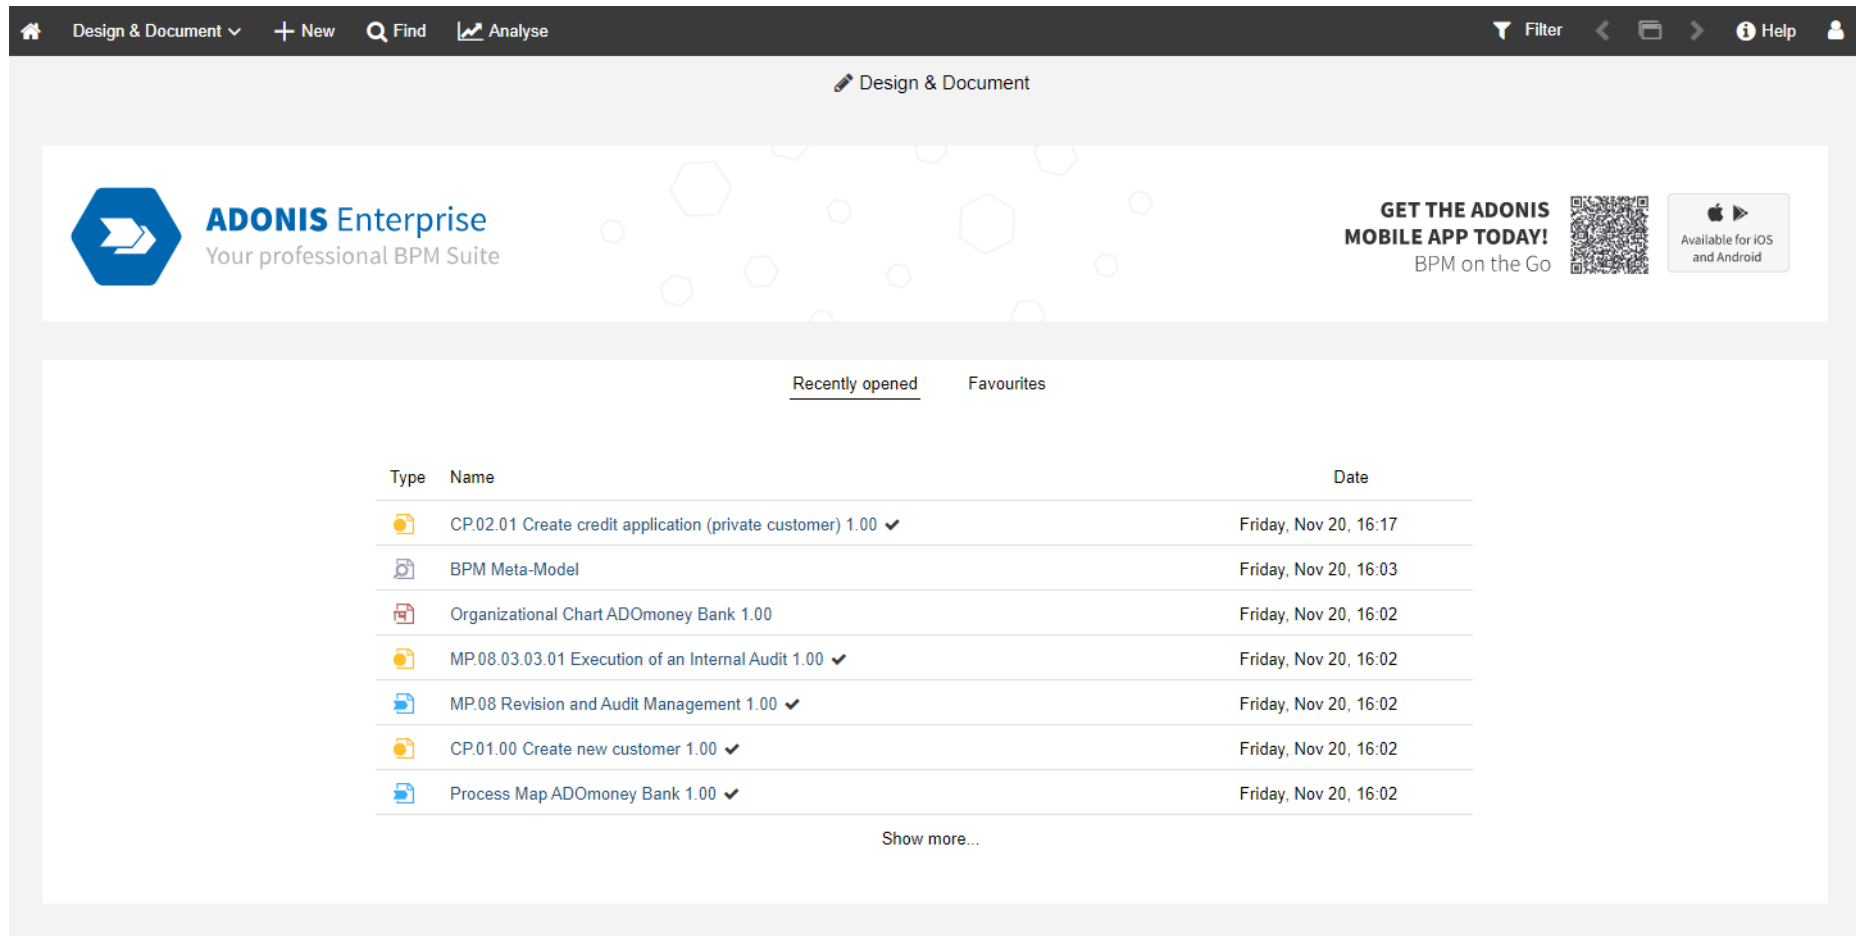 Design & Document New Find Analyse Filter Help
Design & Document
ADONIS Enterprise
Your professional BPM Suite
GET THE ADONIS
MOBILE APP TODAY!
BPM on the Go
Available for iOS
and Android
Recently opened Favourites
Type Name Date
CP.02.01 Create credit application (private customer) 1.00 Friday, Nov 20, 16:17
BPM Meta-Model Friday, Nov 20, 16:03
Organizational Chart ADOmoney Bank 1.00 Friday, Nov 20, 16:02
MP.08.03.03.01 Execution of an Internal Audit 1.00 Friday, Nov 20, 16:02
MP.08 Revision and Audit Management 1.00 Friday, Nov 20, 16:02
CP.01.00 Create new customer 1.00 Friday, Nov 20, 16:02
Process Map ADOmoney Bank 1.00 Friday, Nov 20, 16:02
Show more...